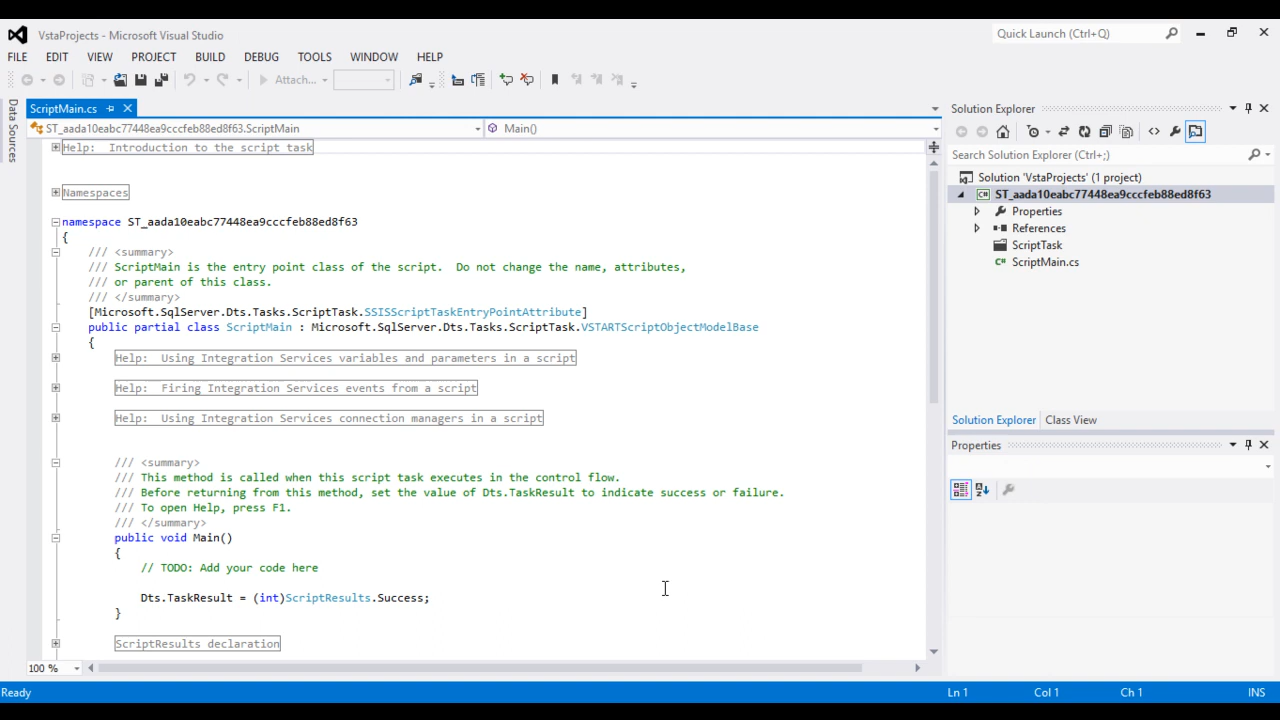 VstaProjects - Microsoft Visual Studio
Quick Launch (Ctrl+Q)
FILE EDIT VIEW PROJECT BUILD DEBUG TOOLS WINDOW HELP
Attach...
Data Sources
ScriptMain.cs
ST_aada10eabc77448ea9cccfeb88ed8f63.ScriptMain
Main()
Help:  Introduction to the script task
Namespaces
namespace ST_aada10eabc77448ea9cccfeb88ed8f63
{
/// <summary>
/// ScriptMain is the entry point class of the script.  Do not change the name, attributes,
/// or parent of this class.
/// </summary>
[Microsoft.SqlServer.Dts.Tasks.ScriptTask.SSISScriptTaskEntryPointAttribute]
public partial class ScriptMain : Microsoft.SqlServer.Dts.Tasks.ScriptTask.VSTARTScriptObjectModelBase
{
Help:  Using Integration Services variables and parameters in a script
Help:  Firing Integration Services events from a script
Help:  Using Integration Services connection managers in a script
/// <summary>
/// This method is called when this script task executes in the control flow.
/// Before returning from this method, set the value of Dts.TaskResult to indicate success or failure.
/// To open Help, press F1.
/// </summary>
public void Main()
{
// TODO: Add your code here
Dts.TaskResult = (int)ScriptResults.Success;
}
ScriptResults declaration
100 %
Solution Explorer
Search Solution Explorer (Ctrl+;)
Solution 'VstaProjects' (1 project)
ST_aada10eabc77448ea9cccfeb88ed8f63
Properties
References
ScriptTask
ScriptMain.cs
Solution Explorer Class View
Properties
Ready
Ln 1 Col 1 Ch 1 INS